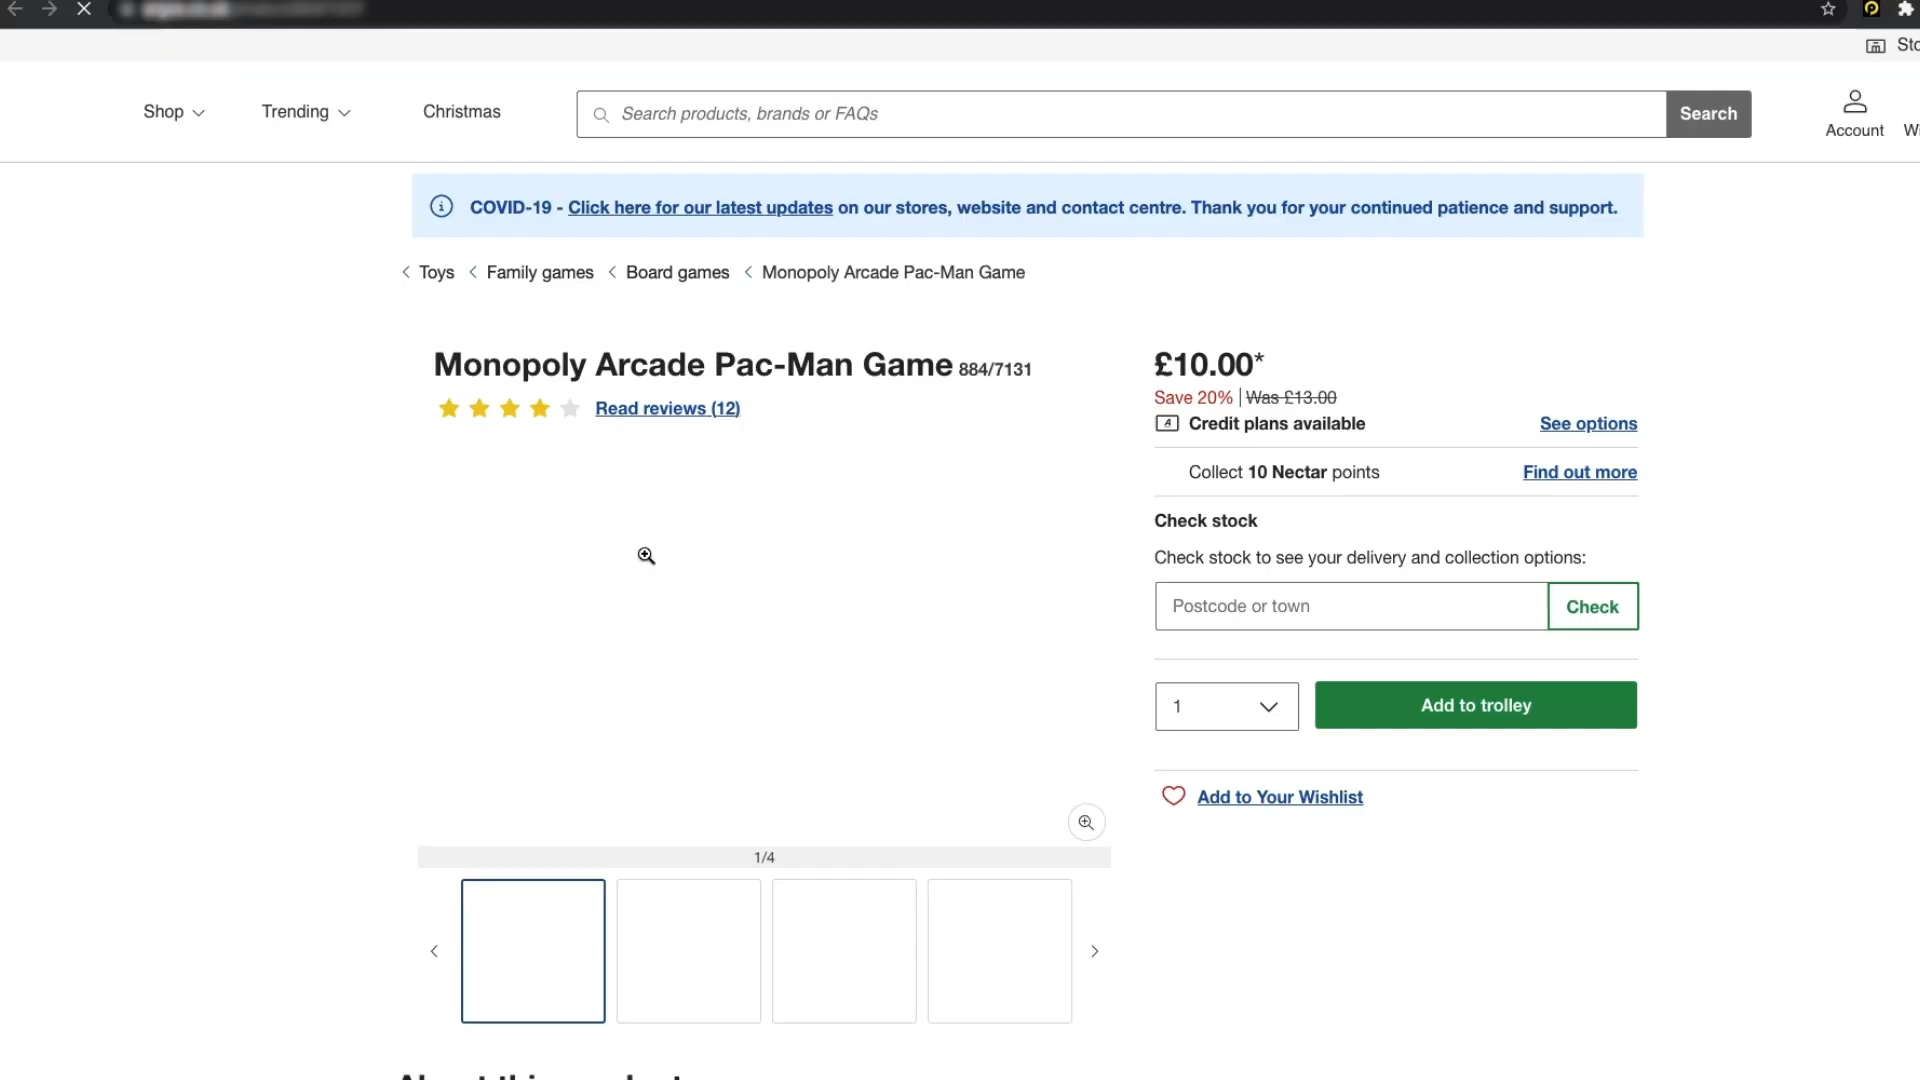 Sto
Shop
Trending
Christmas
Search products, brands or FAQs
Search
Account
Wi
COVID-19 - Click here for our latest updates on our stores, website and contact centre. Thank you for your continued patience and support.
Toys
Family games
Board games
Monopoly Arcade Pac-Man Game
Monopoly Arcade Pac-Man Game 884/7131
Read reviews (12)
£10.00*
Save 20% Was £13.00
Credit plans available
See options
Collect 10 Nectar points
Find out more
Check stock
Check stock to see your delivery and collection options:
Postcode or town
Check
1
Add to trolley
Add to Your Wishlist
1/4